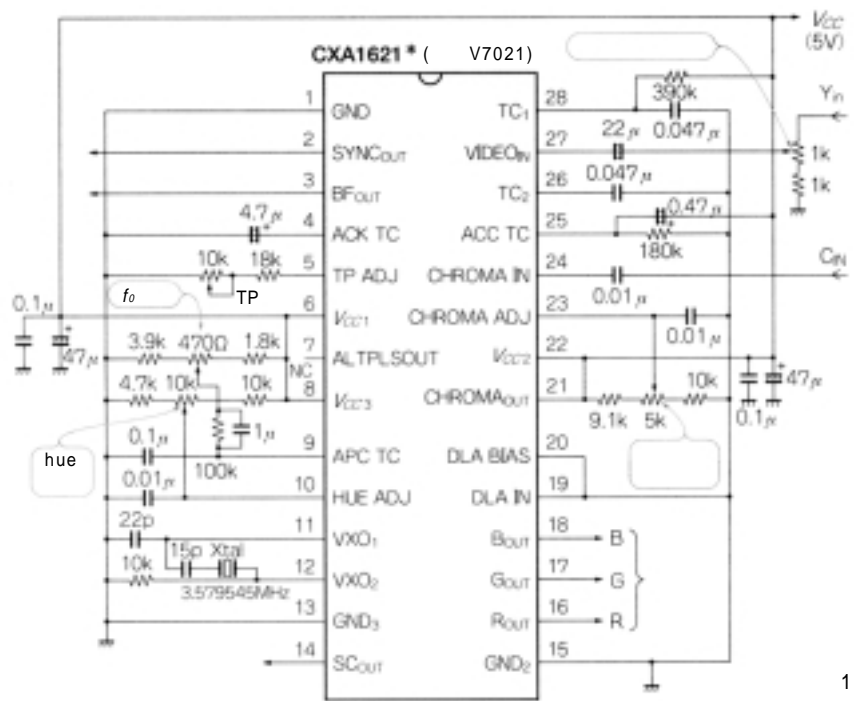 CXA1621* ( V7021)
VCC
(5V)
1 GND
2 SYNCOUT
3 BFOUT
4.7μ
4 ACK TC
10k 18k
5 TP ADJ
TP
f0
0.1μ
6 VCC1
47μ
3.9k 470Ω 1.8k
7 ALTPLSOUT
NC
4.7k 10k 10k
8 VCC3
hue
0.1μ
1μ
9 APC TC
100k
0.01μ
10 HUE ADJ
22p
11 VXO1
15p Xtal
10k
12 VXO2
3.579545MHz
13 GND3
14 SCOUT
28 TC1
390k
0.047μ
Yin
27 VIDEOIN
22μ
1k
1k
26 TC2
0.047μ
25 ACC TC
0.47μ
180k
24 CHROMA IN
0.01μ
CIN
23 CHROMA ADJ
0.01μ
22 VCC2
47μ
0.1μ
21 CHROMAOUT
9.1k 5k 10k
20 DLA BIAS
19 DLA IN
18 BOUT B
17 GOUT G
16 ROUT R
15 GND2
1